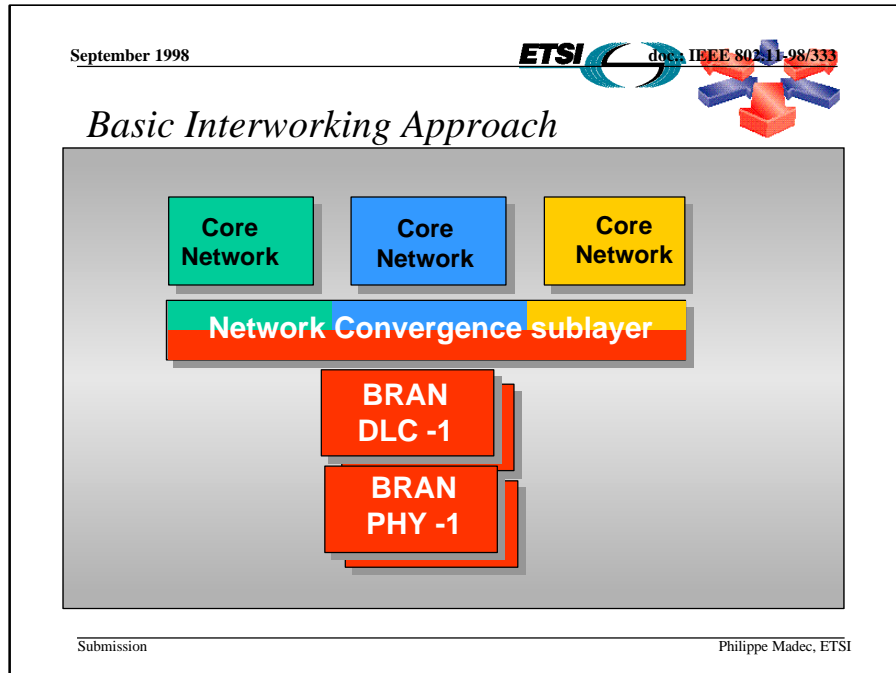 September 1998
ETSI
doc.: IEEE 802.11-98/333
Basic Interworking Approach
Core
Network
Core
Network
Core
Network
Network Convergence sublayer
BRAN
DLC -1
BRAN
PHY -1
Submission
Philippe Madec, ETSI